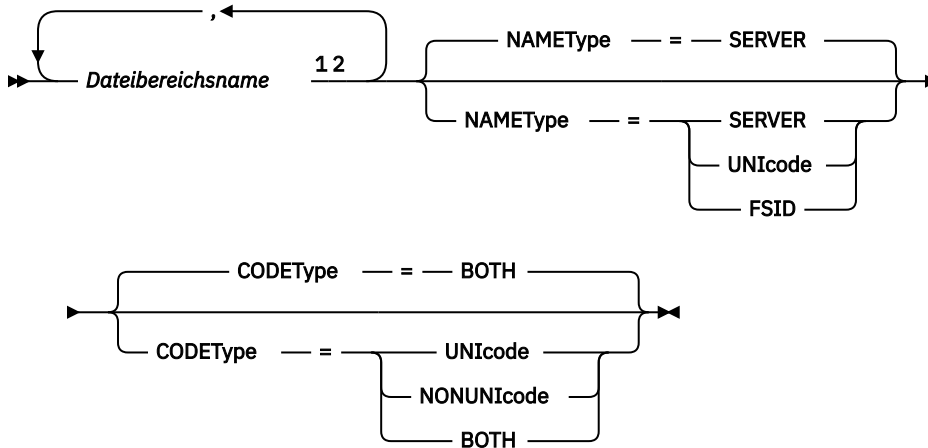 ,
NAMEType = SERVER
Dateibereichsname 1 2
NAMEType = SERVER
UNIcode
FSID
CODEType = BOTH
CODEType = UNIcode
NONUNIcode
BOTH